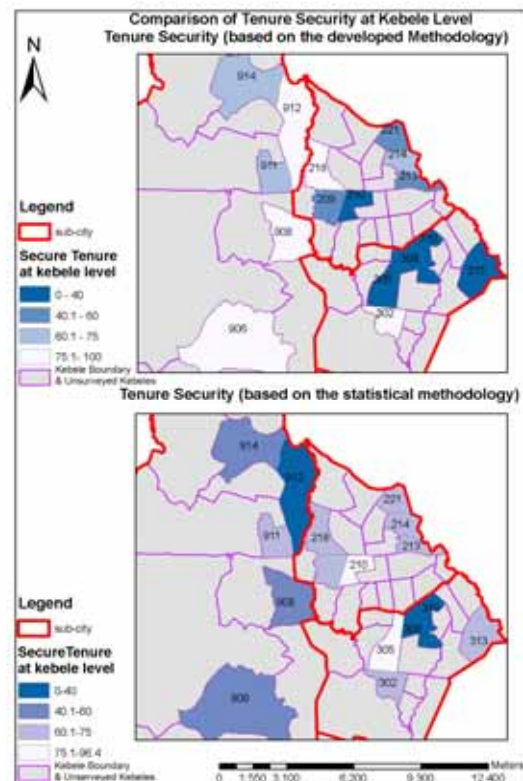 Comparison of Tenure Security at Kebele Level
Tenure Security (based on the developed Methodology)
N
914
912
221
214
213
911
218
209
210
908
302
906
Legend
sub-city
Secure Tenure
at kebele level
0 - 40
40.1 - 60
60.1 - 75
75.1- 100
Kebele Boundary
& Unsurveyed Kebeles
Tenure Security (based on the statistical methodology)
914
912
221
214
213
911
218
210
908
305
313
302
906
Legend
sub-city
SecureTenure
at kebele level
0-40
40.1-60
60.1-75
75.1-96.4
Kebele Boundary
& Unsurveyed Kebeles
Meters
0 1,550 3,100 6,200 9,300 12,400